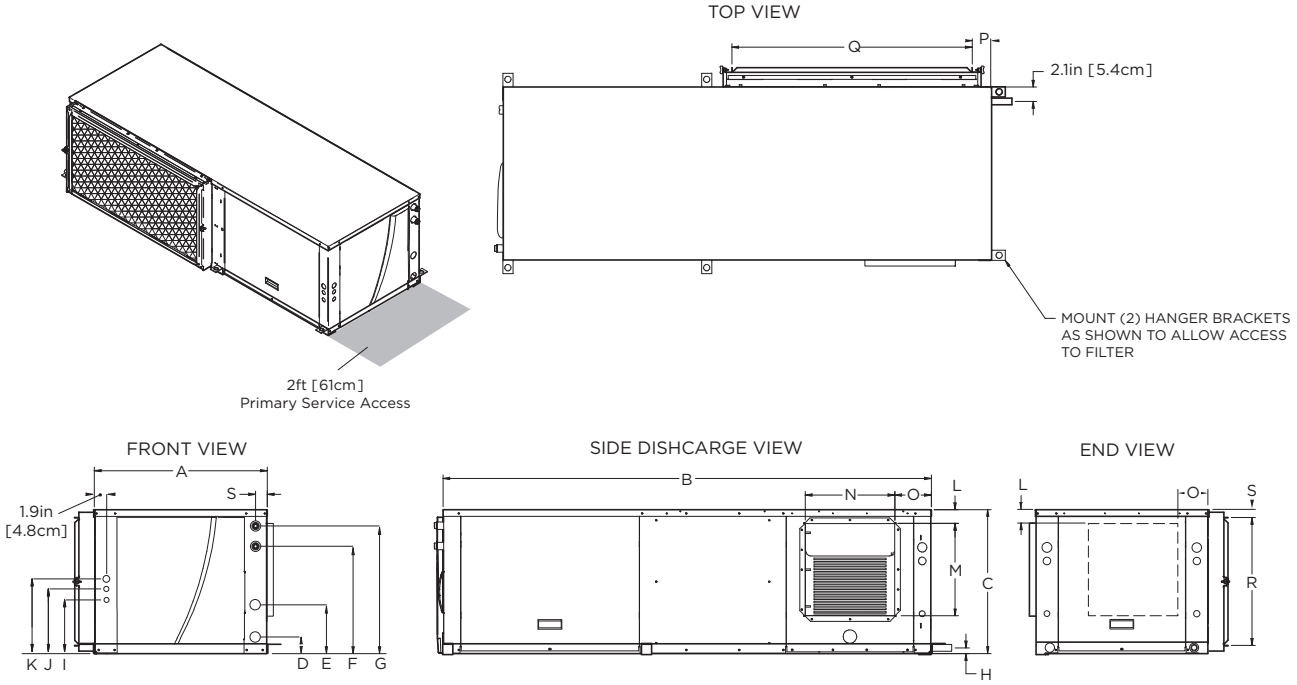 TOP VIEW
Q
P
2.1in [5.4cm]
MOUNT (2) HANGER BRACKETS
AS SHOWN TO ALLOW ACCESS
TO FILTER
2ft [61cm]
Primary Service Access
FRONT VIEW
A
S
1.9in
[4.8cm]
K J I
D E F G
SIDE DISHCARGE VIEW
B
N
O
L
M
C
H
END VIEW
L
O
S
R